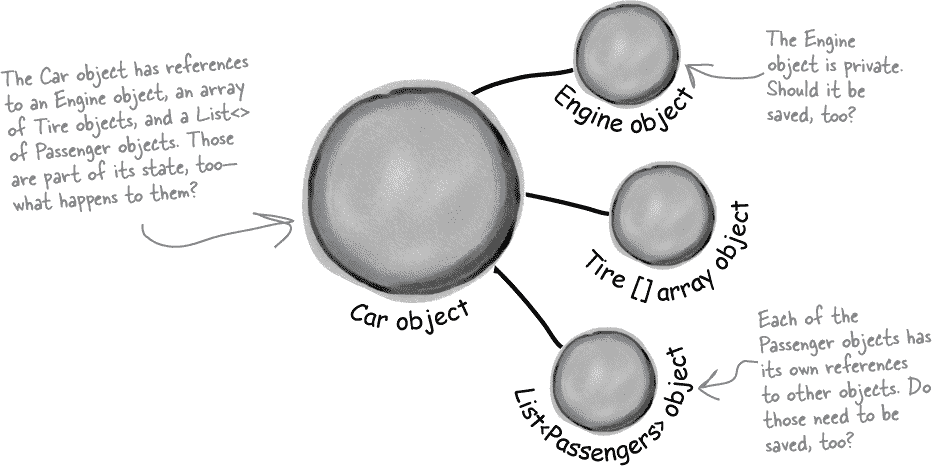 The Car object has references
to an Engine object, an array
of Tire objects, and a List<>
of Passenger objects. Those
are part of its state, too—
what happens to them?
Engine object
The Engine
object is private.
Should it be
saved, too?
Car object
Tire [] array object
List<Passengers> object
Each of the
Passenger objects has
its own references
to other objects. Do
those need to be
saved, too?